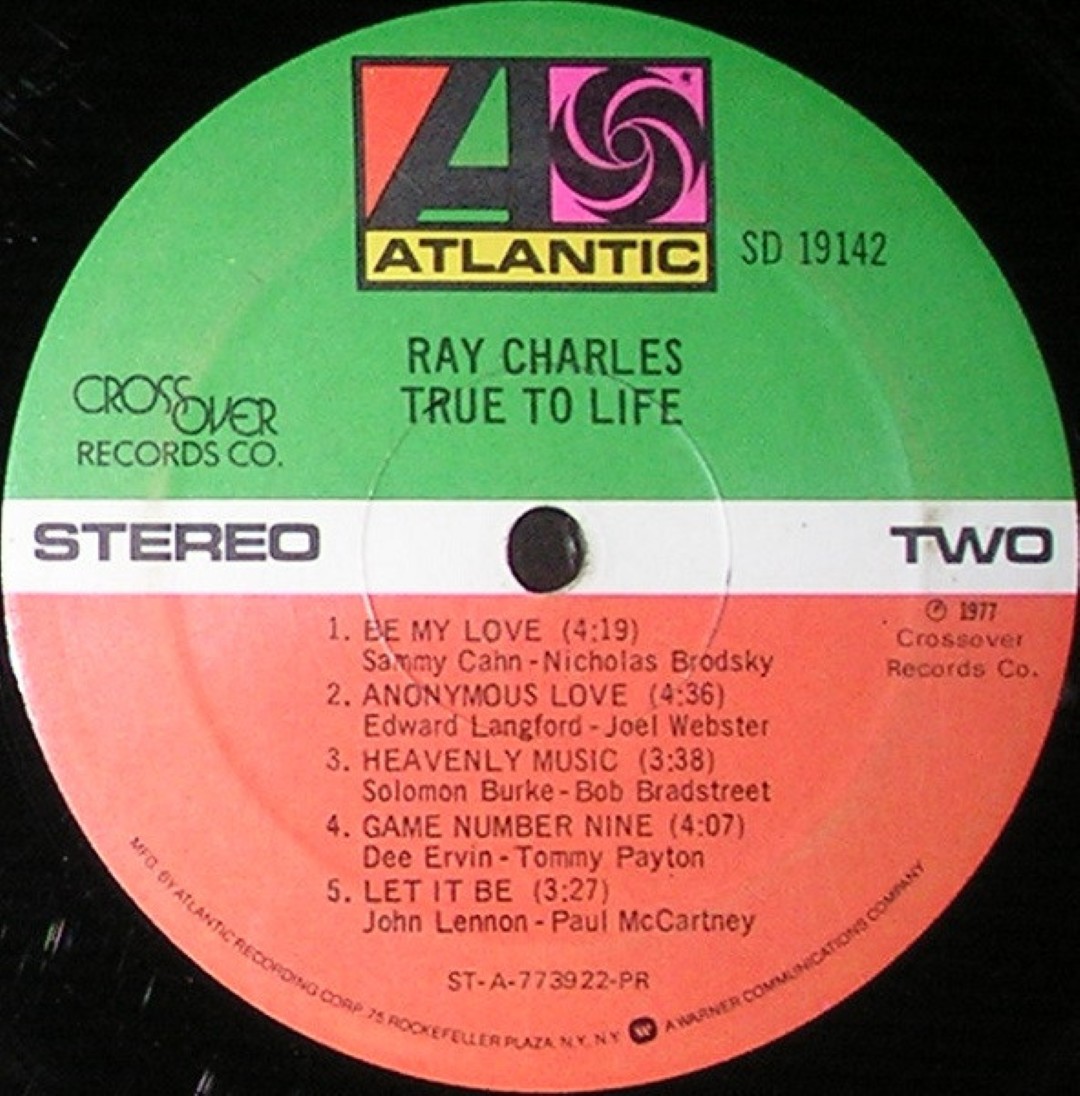 ATLANTIC
SD 19142
RAY CHARLES
TRUE TO LIFE
CROSSOVER
RECORDS CO.
STEREO
TWO
℗ 1977
Crossover
Records Co.
1. BE MY LOVE (4:19)
Sammy Cahn - Nicholas Brodsky
2. ANONYMOUS LOVE (4:36)
Edward Langford - Joel Webster
3. HEAVENLY MUSIC (3:38)
Solomon Burke - Bob Bradstreet
4. GAME NUMBER NINE (4:07)
Dee Ervin - Tommy Payton
5. LET IT BE (3:27)
John Lennon - Paul McCartney
ST-A-773922-PR
MFG. BY ATLANTIC RECORDING CORP. 75 ROCKEFELLER PLAZA. N.Y., N.Y. A WARNER COMMUNICATIONS COMPANY